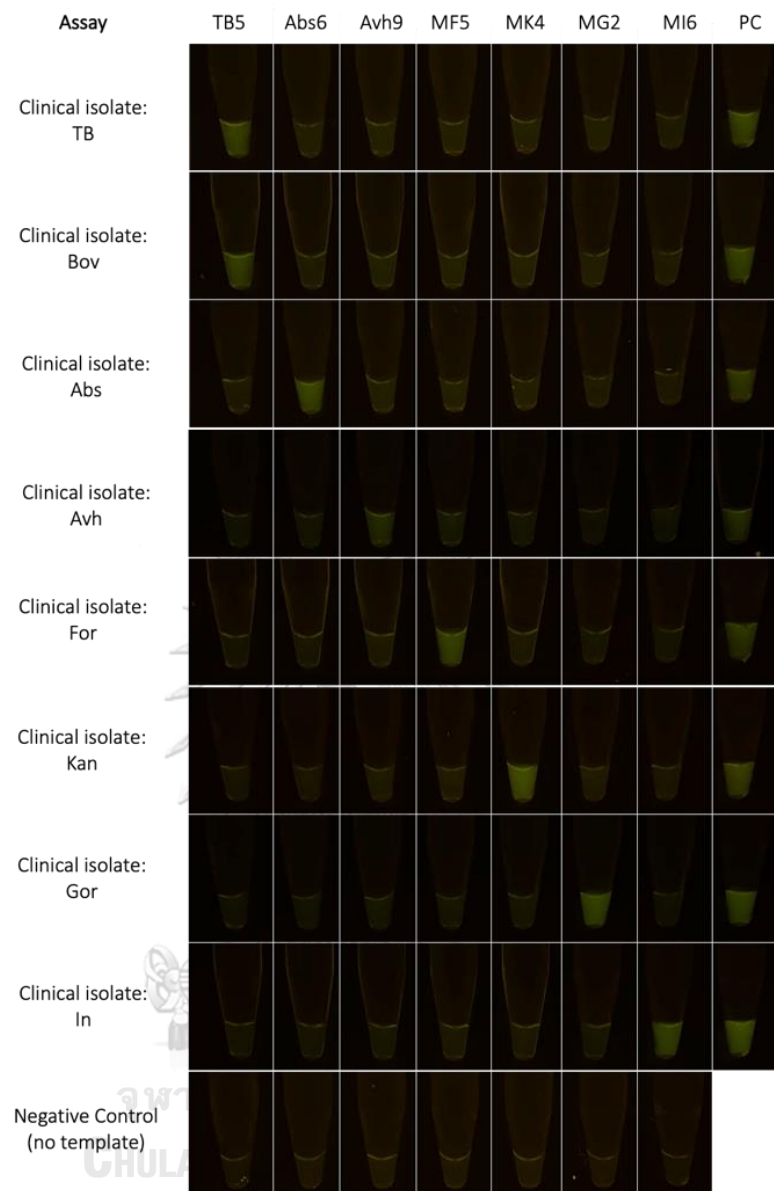 Assay TB5 Abs6 Avh9 MF5 MK4 MG2 MI6 PC
Clinical isolate:
TB
Clinical isolate:
Bov
Clinical isolate:
Abs
Clinical isolate:
Avh
Clinical isolate:
For
Clinical isolate:
Kan
Clinical isolate:
Gor
Clinical isolate:
In
Negative Control
(no template)